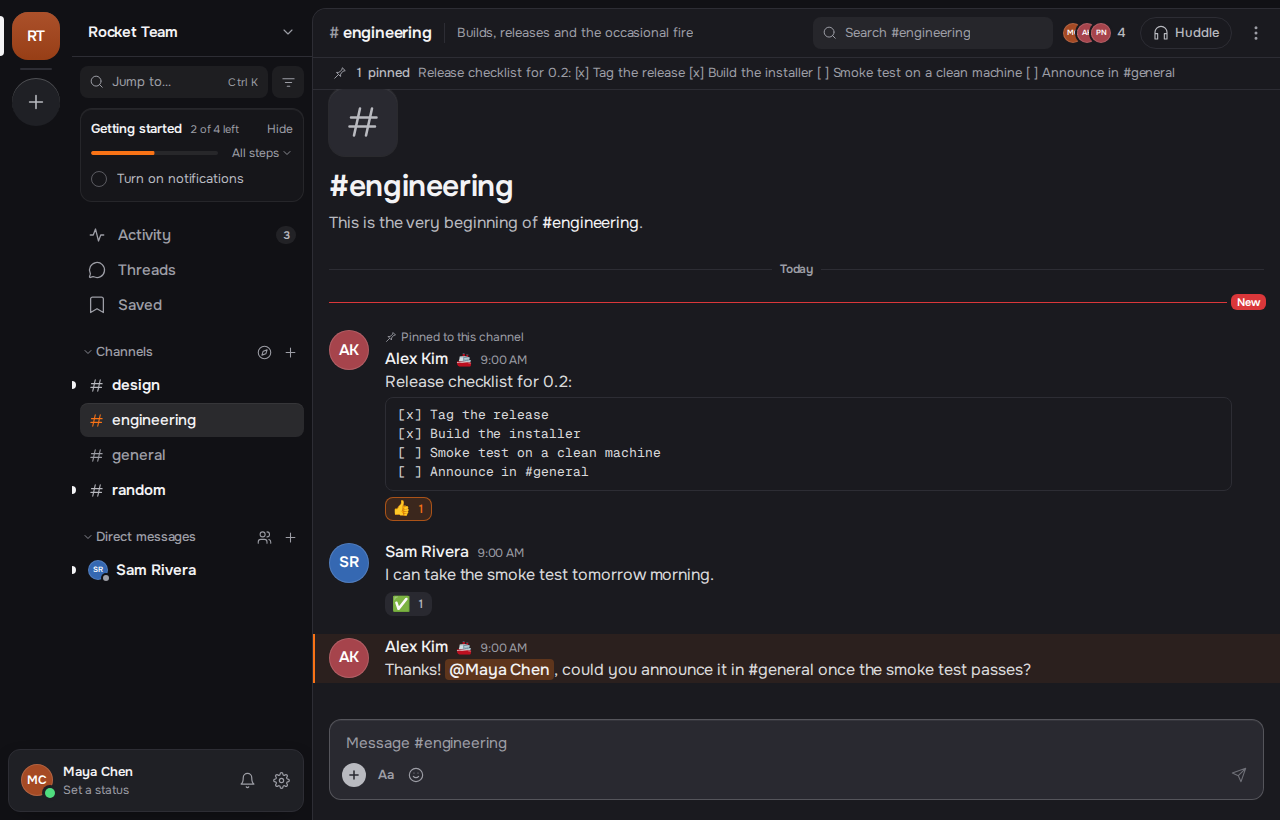 RT
Rocket Team
Jump to...
Ctrl K
Getting started
2 of 4 left
Hide
All steps
Turn on notifications
Activity
3
Threads
Saved
Channels
design
engineering
general
random
Direct messages
SR
Sam Rivera
MC
Maya Chen
Set a status
# engineering
Builds, releases and the occasional fire
Search #engineering
PN
4
Huddle
1 pinned Release checklist for 0.2: [x] Tag the release [x] Build the installer [ ] Smoke test on a clean machine [ ] Announce in #general
#
#engineering
This is the very beginning of #engineering.
Today
New
Pinned to this channel
AK
Alex Kim 9:00 AM
Release checklist for 0.2:
[x] Tag the release
[x] Build the installer
[ ] Smoke test on a clean machine
[ ] Announce in #general
1
SR
Sam Rivera 9:00 AM
I can take the smoke test tomorrow morning.
1
AK
Alex Kim 9:00 AM
Thanks! @Maya Chen , could you announce it in #general once the smoke test passes?
Message #engineering
Aa